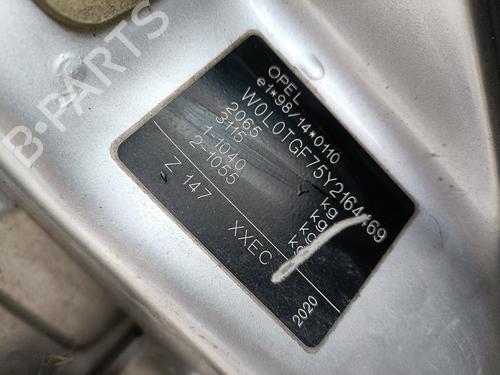 B-PARTS
OPEL
e1*98/14*0110
W0L0TGF75Y2164469
2065 kg
3115 kg
1-1040 kg
2-1055 kg
Z 147 XXEC
2020